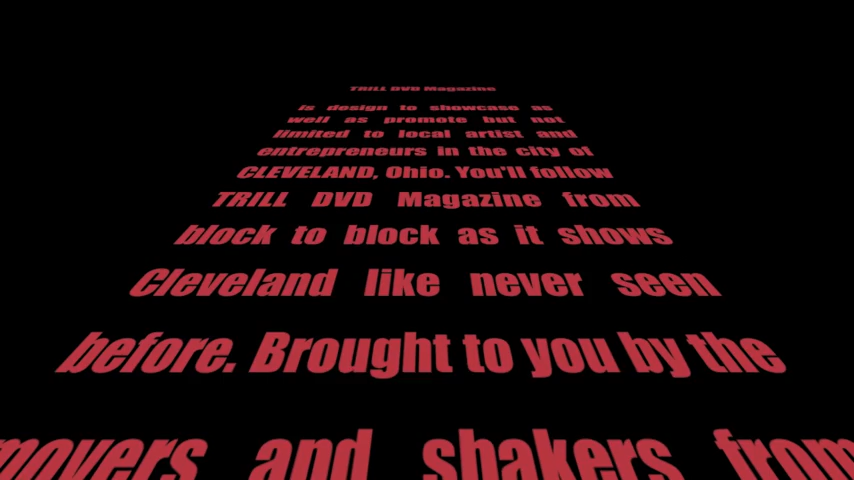 TRILL DVD Magazine
is design to showcase as
well as promote but not
limited to local artist and
entrepreneurs in the city of
CLEVELAND, Ohio. You'll follow
TRILL DVD Magazine from
block to block as it shows
Cleveland like never seen
before. Brought to you by the
movers and shakers from